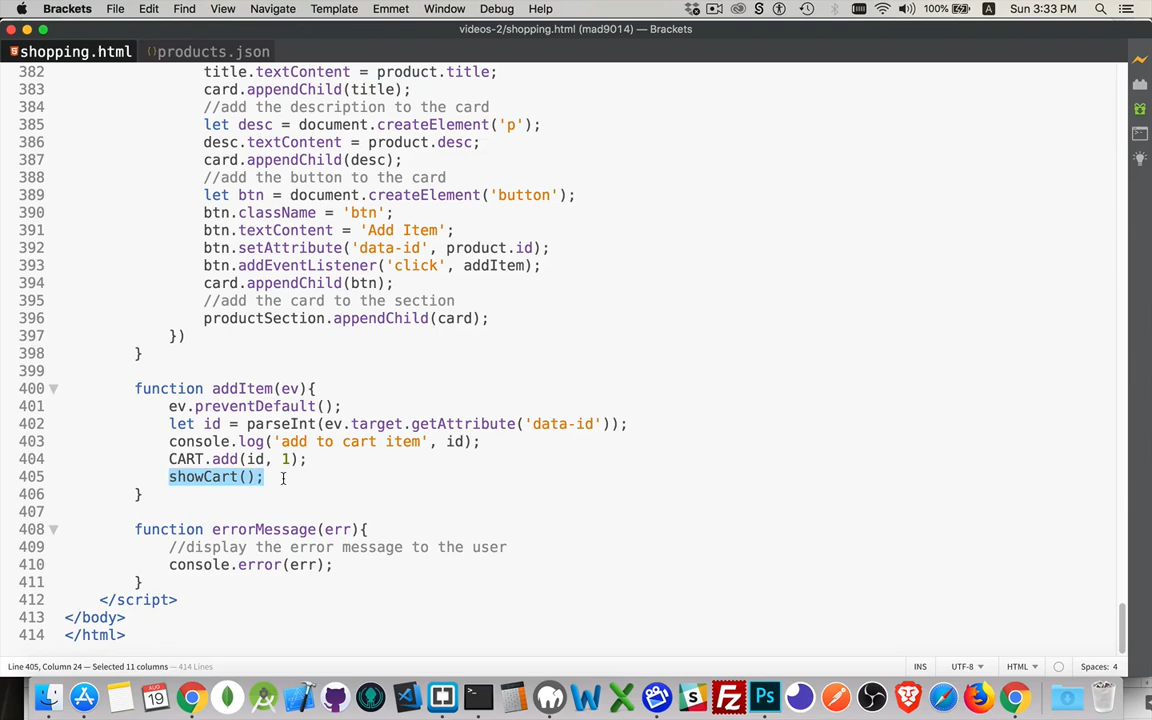 Brackets File Edit Find View Navigate Template Emmet Window Debug Help 100% A Sun 3:33 PM
videos-2/shopping.html (mad9014) — Brackets
shopping.html products.json
382 title.textContent = product.title;
383 card.appendChild(title);
384 //add the description to the card
385 let desc = document.createElement('p');
386 desc.textContent = product.desc;
387 card.appendChild(desc);
388 //add the button to the card
389 let btn = document.createElement('button');
390 btn.className = 'btn';
391 btn.textContent = 'Add Item';
392 btn.setAttribute('data-id', product.id);
393 btn.addEventListener('click', addItem);
394 card.appendChild(btn);
395 //add the card to the section
396 productSection.appendChild(card);
397 })
398 }
399
400 function addItem(ev){
401 ev.preventDefault();
402 let id = parseInt(ev.target.getAttribute('data-id'));
403 console.log('add to cart item', id);
404 CART.add(id, 1);
405 showCart();
406 }
407
408 function errorMessage(err){
409 //display the error message to the user
410 console.error(err);
411 }
412 </script>
413 </body>
414 </html>
Line 405, Column 24 — Selected 11 columns — 414 Lines INS UTF-8 HTML Spaces: 4
AUG
19